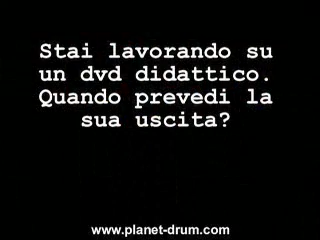 Stai lavorando su
un dvd didattico.
Quando prevedi la
sua uscita?
www.planet-drum.com